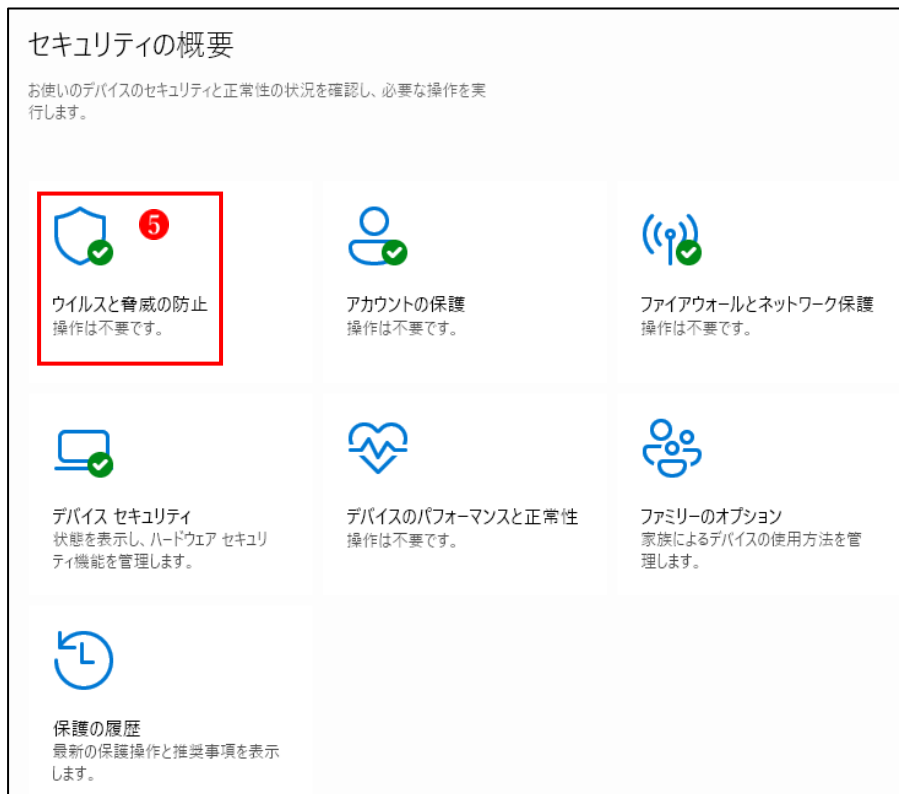 セキュリティの概要
お使いのデバイスのセキュリティと正常性の状況を確認し、必要な操作を実
行します。
5
ウイルスと脅威の防止
操作は不要です。
アカウントの保護
操作は不要です。
ファイアウォールとネットワーク保護
操作は不要です。
デバイス セキュリティ
状態を表示し、ハードウェア セキュリ
ティ機能を管理します。
デバイスのパフォーマンスと正常性
操作は不要です。
ファミリーのオプション
家族によるデバイスの使用方法を管
理します。
保護の履歴
最新の保護操作と推奨事項を表示
します。